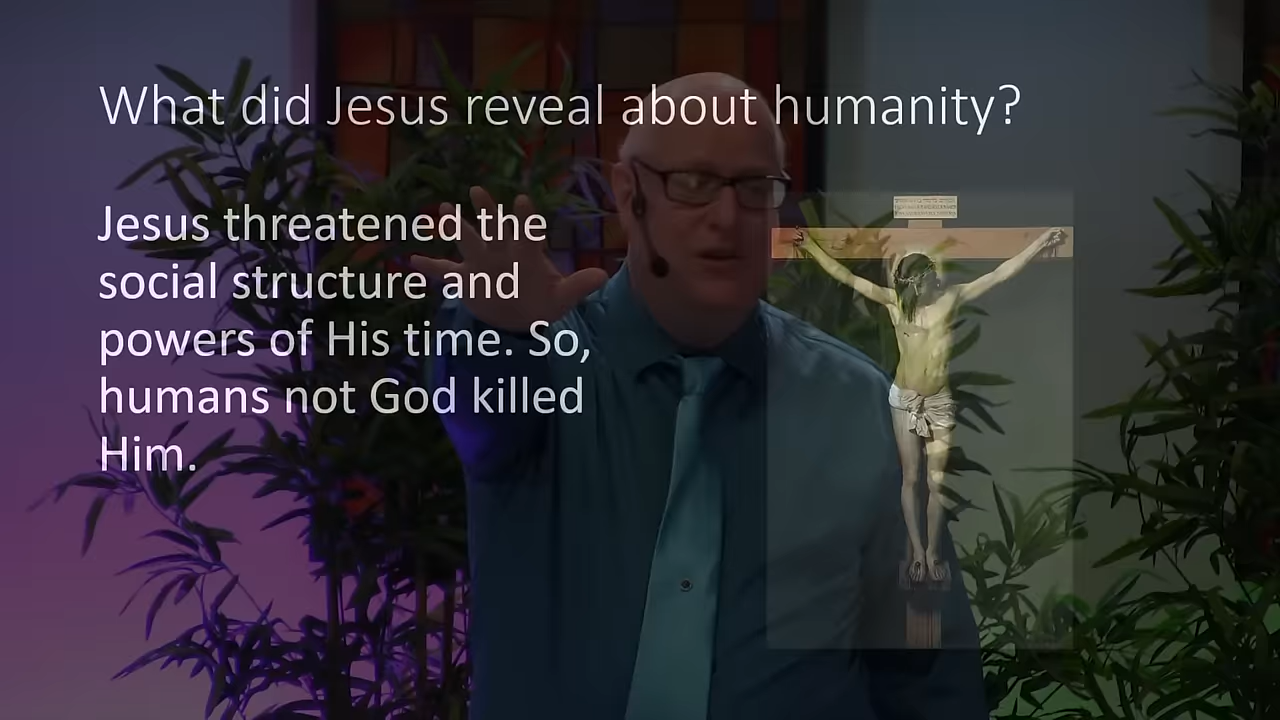 What did Jesus reveal about humanity?
Jesus threatened the
social structure and
powers of His time. So,
humans not God killed
Him.